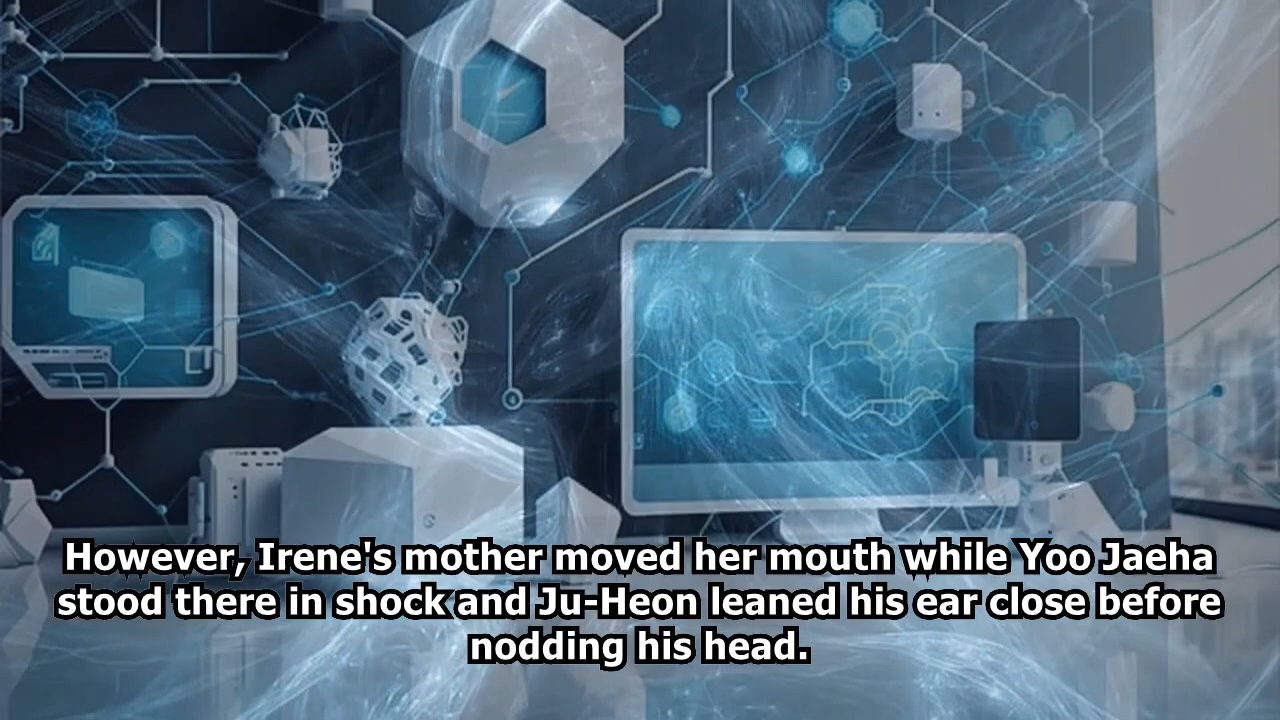 However, Irene's mother moved her mouth while Yoo Jaeha
stood there in shock and Ju-Heon leaned his ear close before
nodding his head.